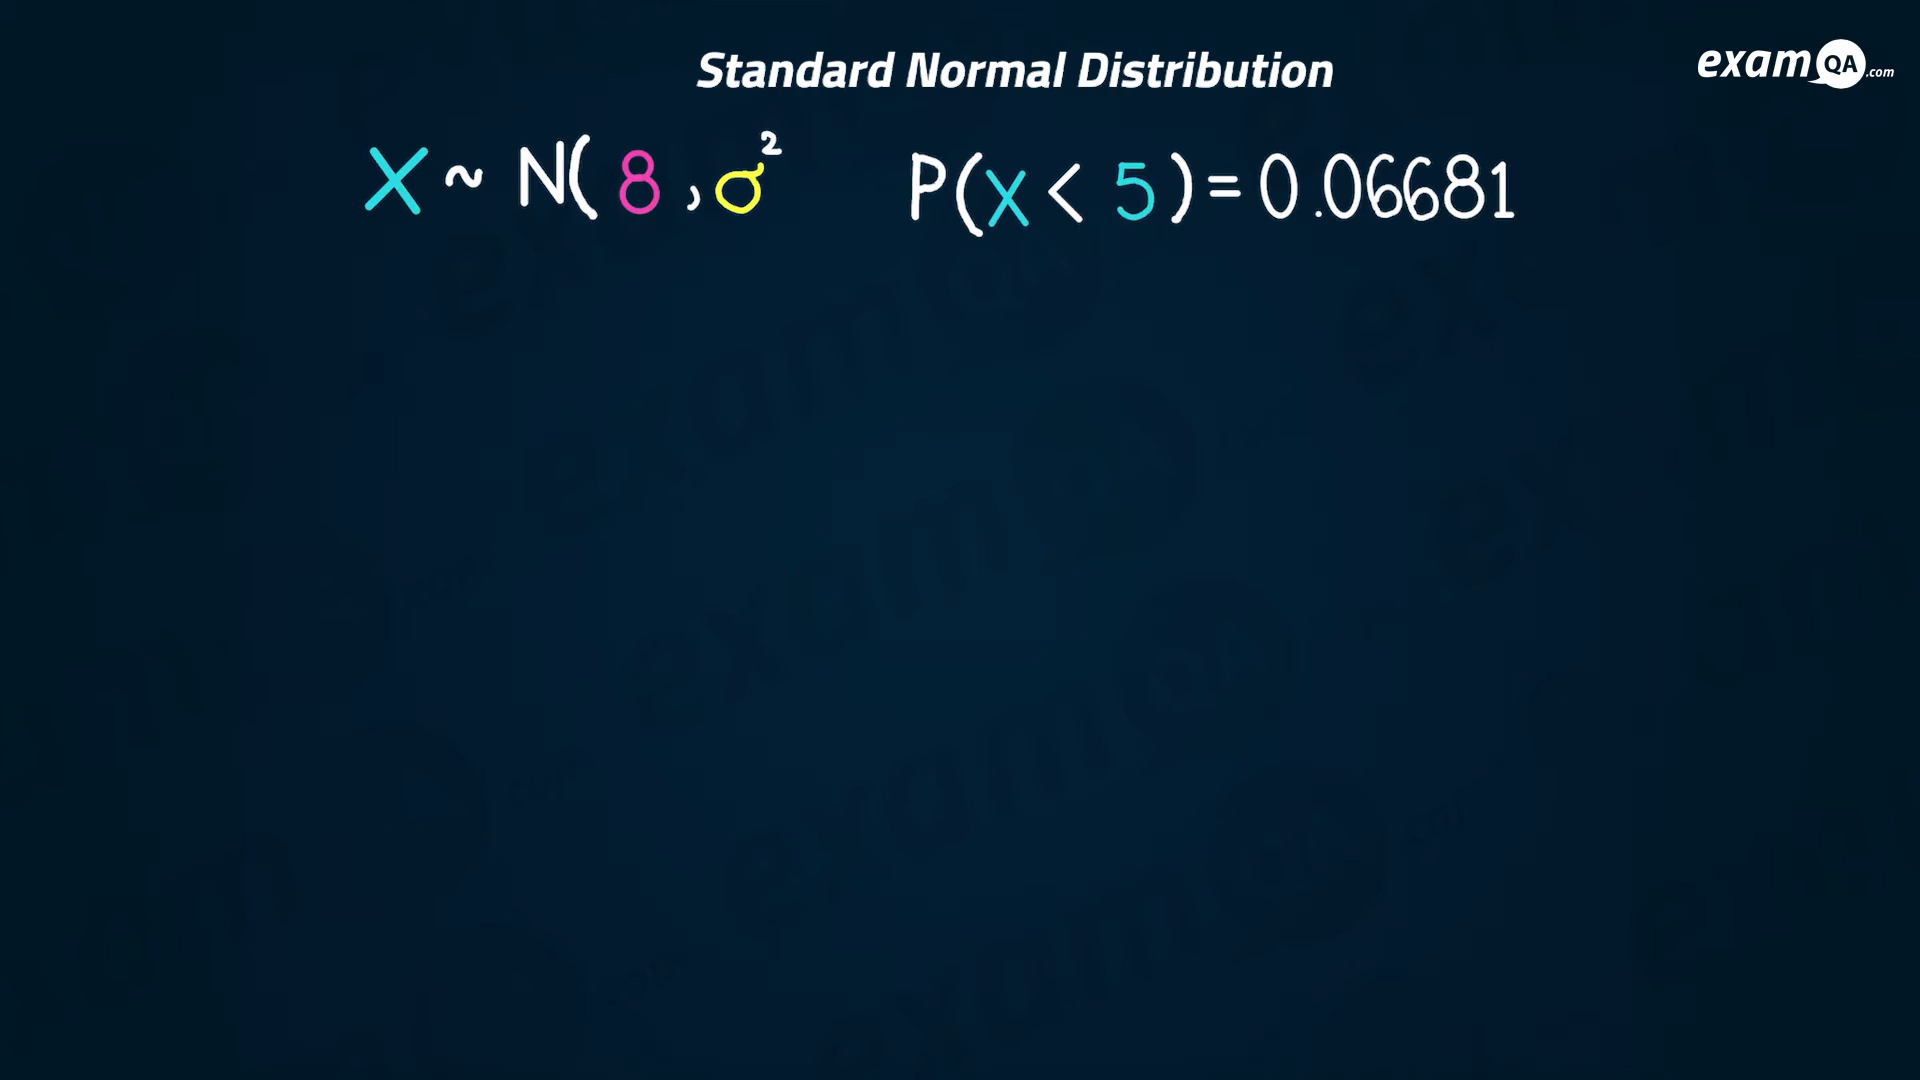 Standard Normal Distribution
examQA.com
X ~ N( 8 , σ² P(X < 5 ) = 0.06681